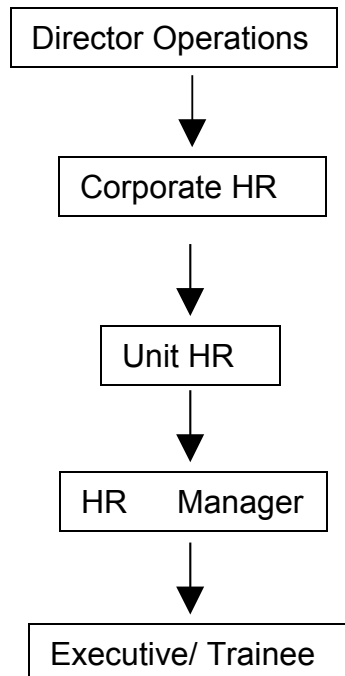 Director Operations
Corporate HR
Unit HR
HR Manager
Executive/ Trainee